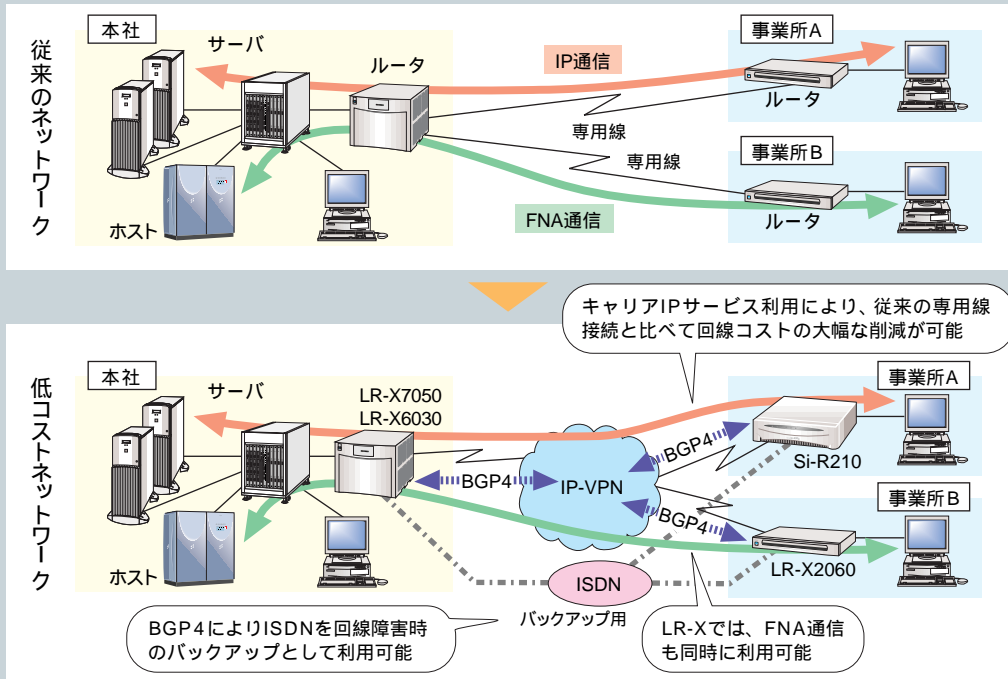 従来のネットワーク
本社
サーバ
ルータ
ホスト
IP通信
専用線
専用線
FNA通信
事業所A
ルータ
事業所B
ルータ
キャリアIPサービス利用により、従来の専用線
接続と比べて回線コストの大幅な削減が可能
低コストネットワーク
本社
サーバ
LR-X7050
LR-X6030
ホスト
BGP4
IP-VPN
BGP4
BGP4
事業所A
Si-R210
事業所B
LR-X2060
ISDN
バックアップ用
BGP4によりISDNを回線障害時
のバックアップとして利用可能
LR-Xでは、FNA通信
も同時に利用可能